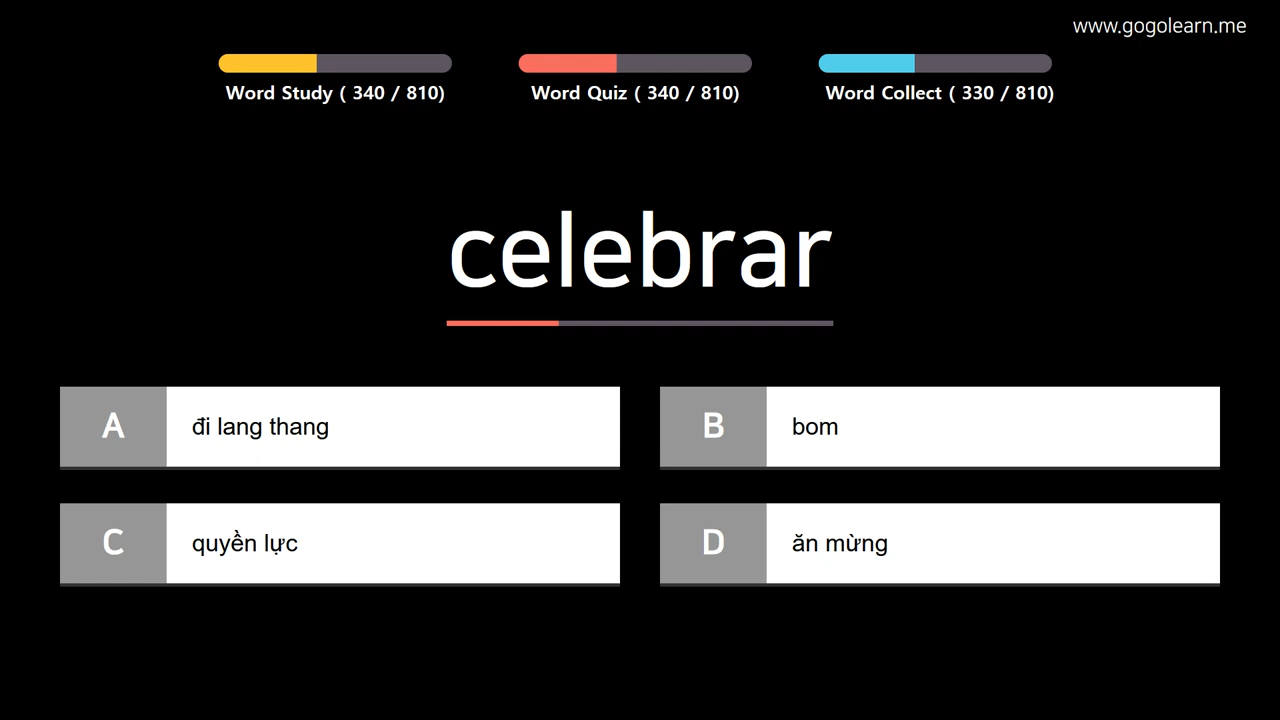 www.gogolearn.me
Word Study ( 340 / 810)
Word Quiz ( 340 / 810)
Word Collect ( 330 / 810)
celebrar
A
đi lang thang
B
bom
C
quyền lực
D
ăn mừng